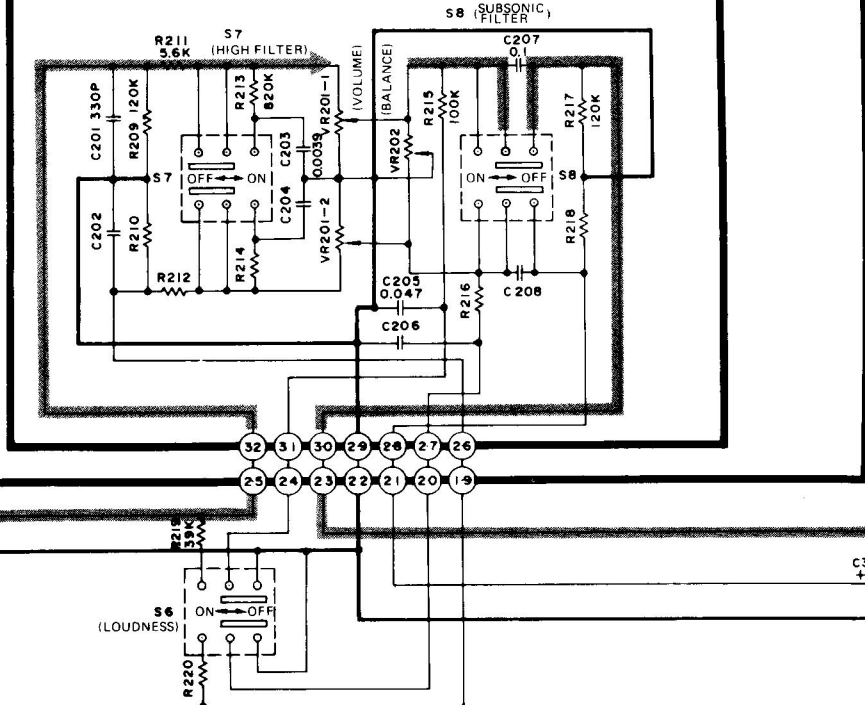 S8 (SUBSONIC FILTER)
S7 (HIGH FILTER)
R211
5.6K
C207
0.1
C201 330P
R209 120K
R213
820K
C203
0.0039
VR201-1
(VOLUME)
(BALANCE)
VR202
R215
100K
R217
120K
S7
OFF ON
ON OFF
S8
C202
R210
R212
R214
C204
VR201-2
C205
0.047
C206
R216
C208
R218
32 31 30 29 28 27 26
25 24 23 22 21 20 19
R219
39K
S6
(LOUDNESS)
ON OFF
R220
C3
+